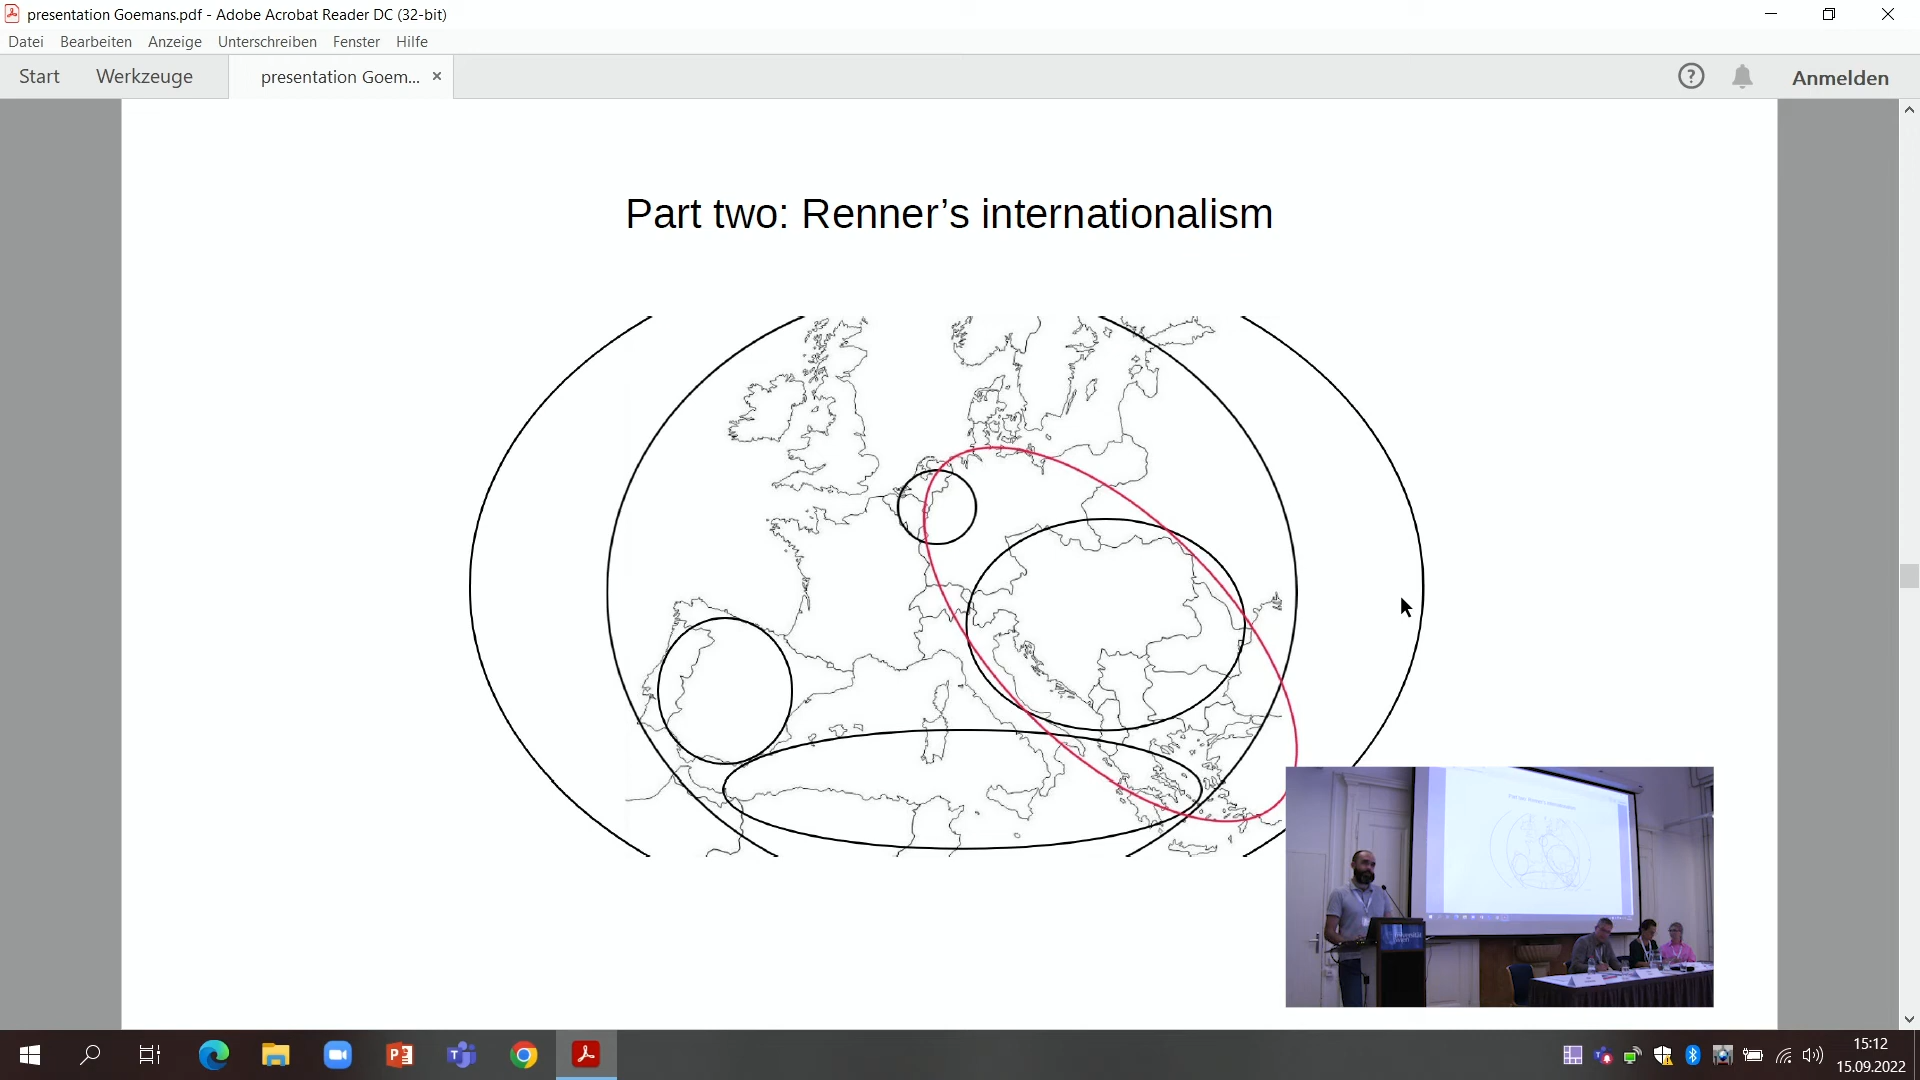 presentation Goemans.pdf - Adobe Acrobat Reader DC (32-bit)
Datei Bearbeiten Anzeige Unterschreiben Fenster Hilfe
Start Werkzeuge presentation Goem... Anmelden
Part two: Renner’s internationalism
15:12
15.09.2022